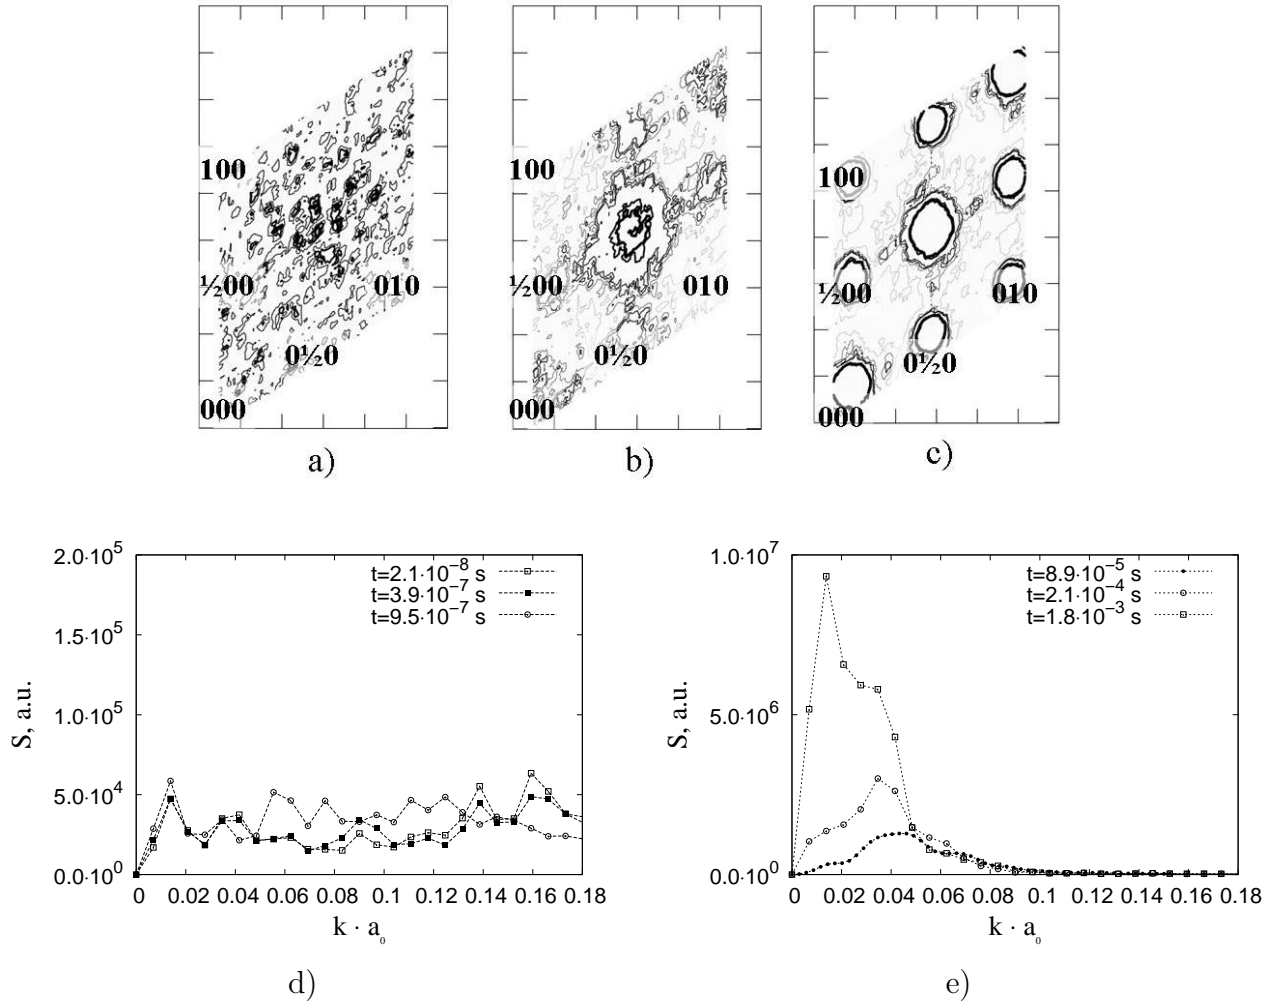 100
½00
010
0½0
000
a)
100
½00
010
0½0
000
b)
100
½00
010
0½0
000
c)
2.0·10⁵
1.5·10⁵
1.0·10⁵
5.0·10⁴
0.0·10⁰
S, a.u.
t=2.1·10⁻⁸ s
t=3.9·10⁻⁷ s
t=9.5·10⁻⁷ s
0 0.02 0.04 0.06 0.08 0.1 0.12 0.14 0.16 0.18
k · a₀
d)
1.0·10⁷
5.0·10⁶
0.0·10⁰
S, a.u.
t=8.9·10⁻⁵ s
t=2.1·10⁻⁴ s
t=1.8·10⁻³ s
0 0.02 0.04 0.06 0.08 0.1 0.12 0.14 0.16 0.18
k · a₀
e)